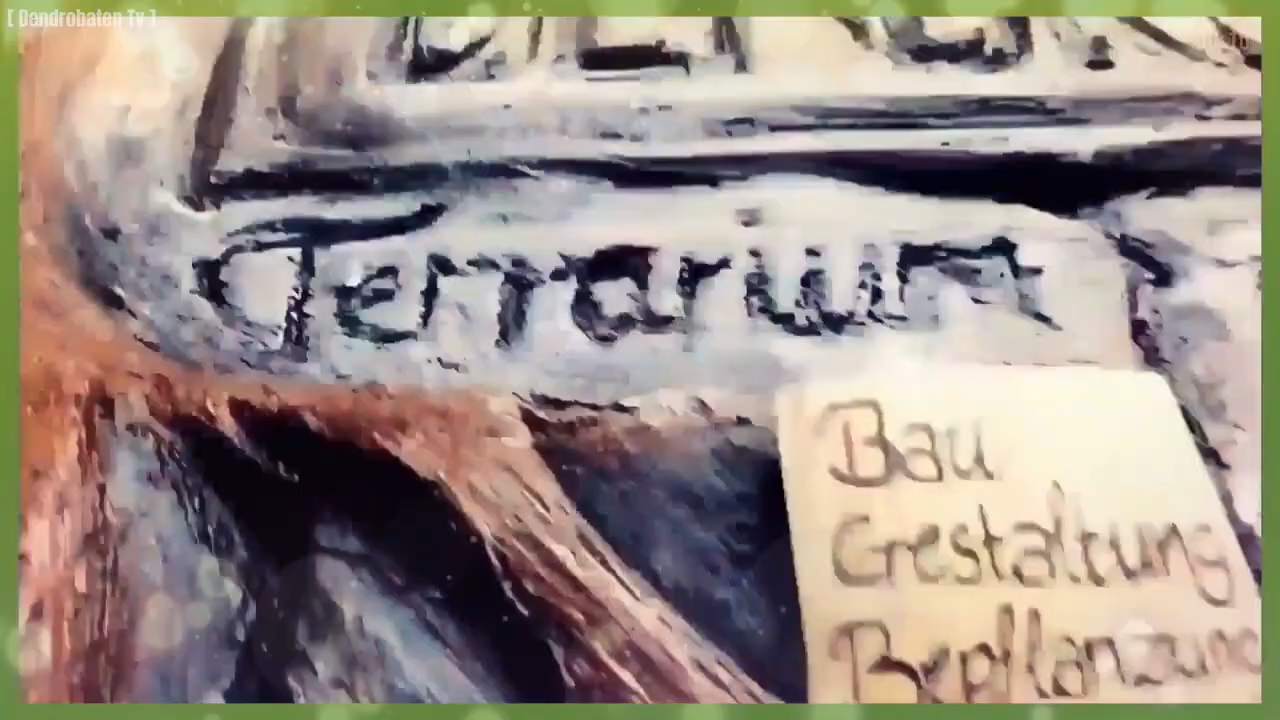 [ Dendrobaten Tv ]
Terrarium
Bau
Gestaltung
Bepflanzung